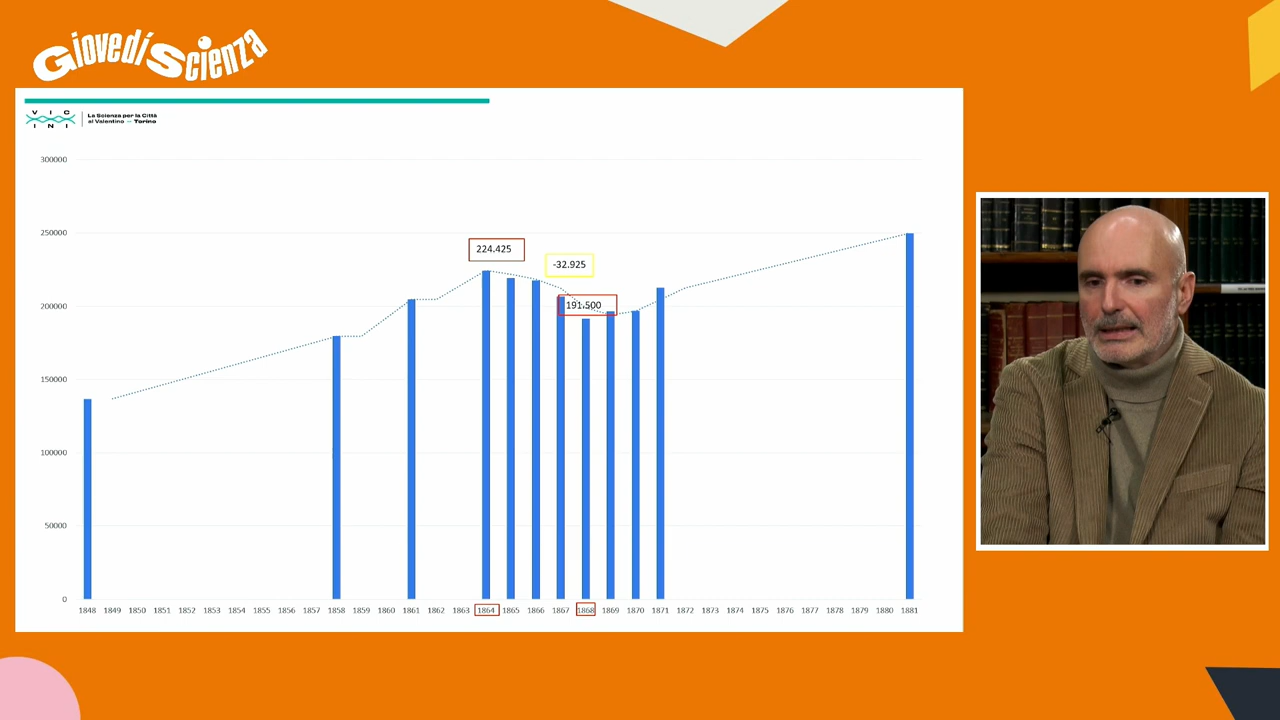 GiovedìScienza
VICINI
La Scienza per la Città
al Valentino – Torino
300000
250000
200000
150000
100000
50000
0
224.425
-32.925
191.500
1848 1849 1850 1851 1852 1853 1854 1855 1856 1857 1858 1859 1860 1861 1862 1863 1864 1865 1866 1867 1868 1869 1870 1871 1872 1873 1874 1875 1876 1877 1878 1879 1880 1881